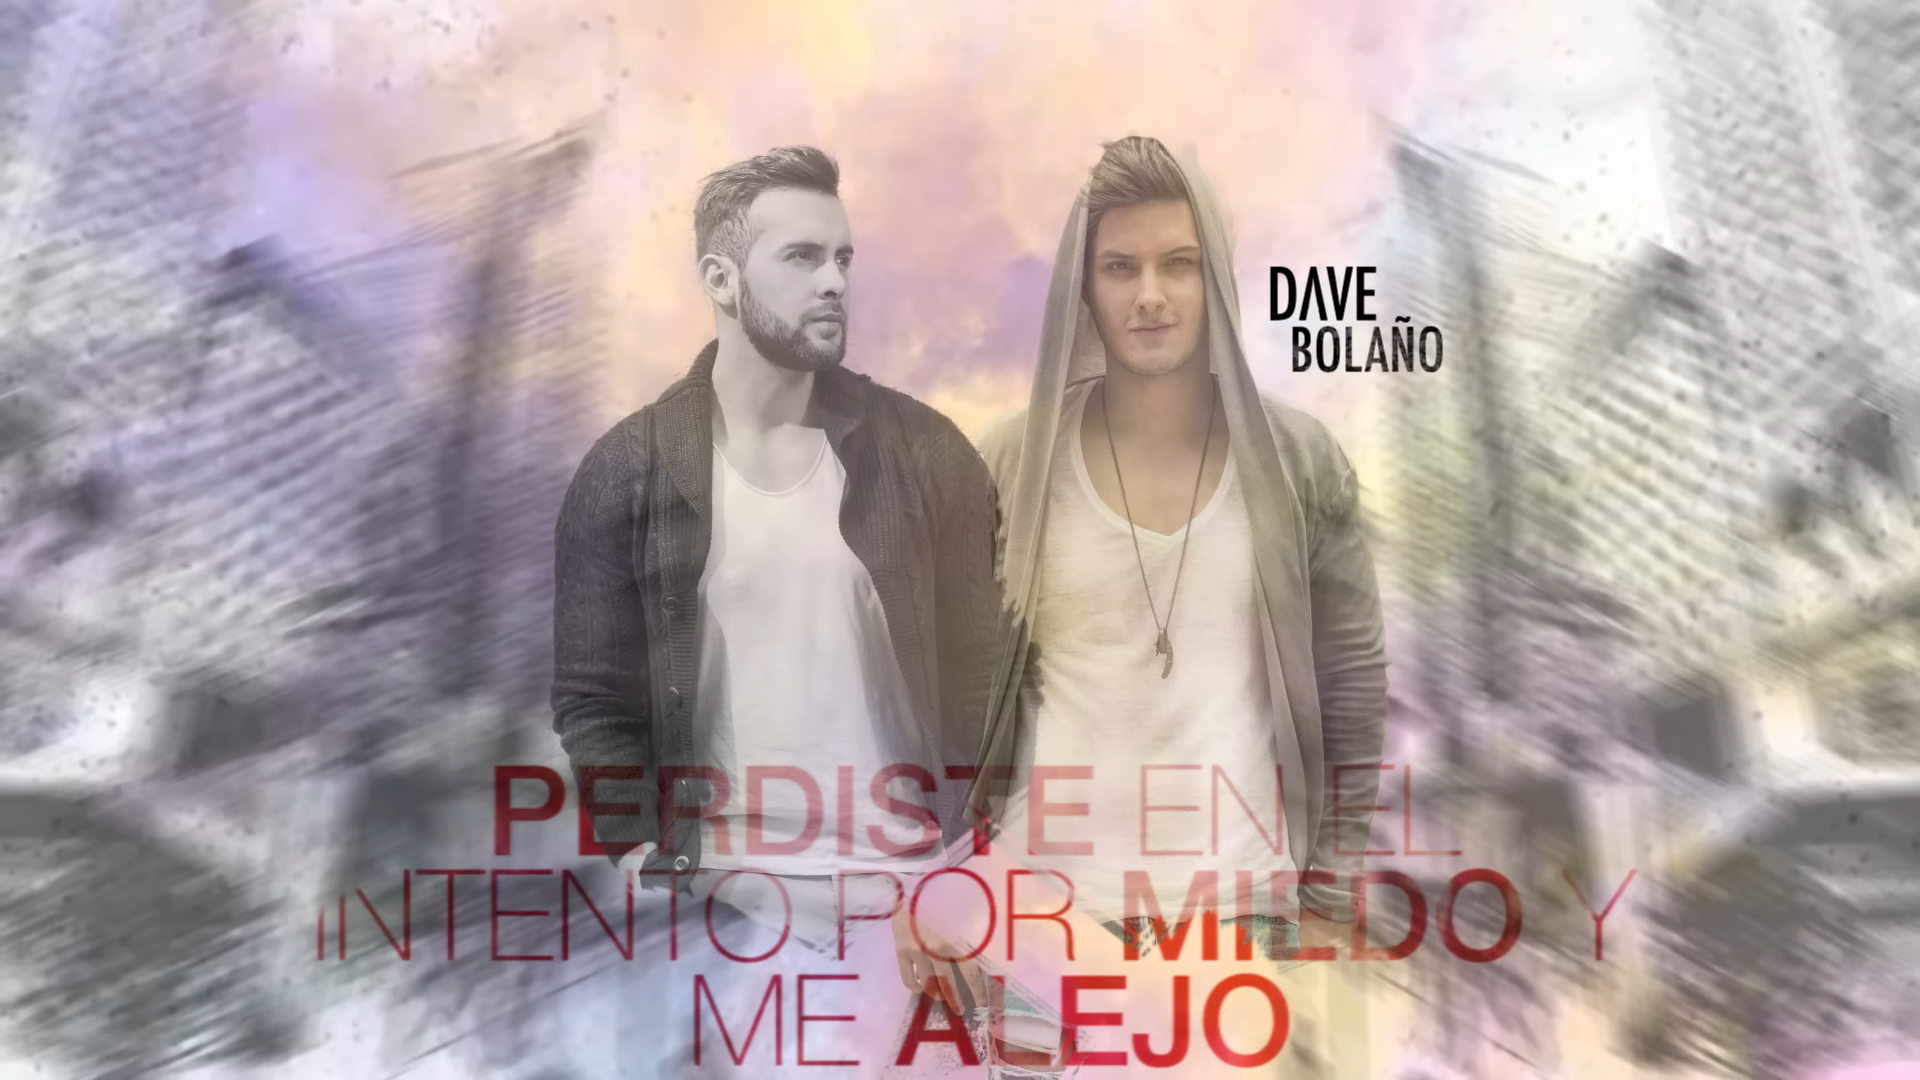 DAVE
BOLAÑO
PERDISTE EN EL
INTENTO POR MIEDO Y
ME ALEJO